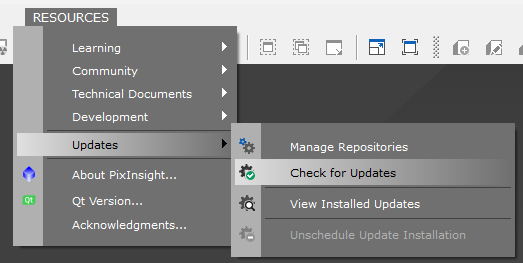 RESOURCES
Learning
Community
Technical Documents
Development
Updates
Manage Repositories
Check for Updates
About PixInsight...
Qt Qt Version...
View Installed Updates
Acknowledgments...
Unschedule Update Installation